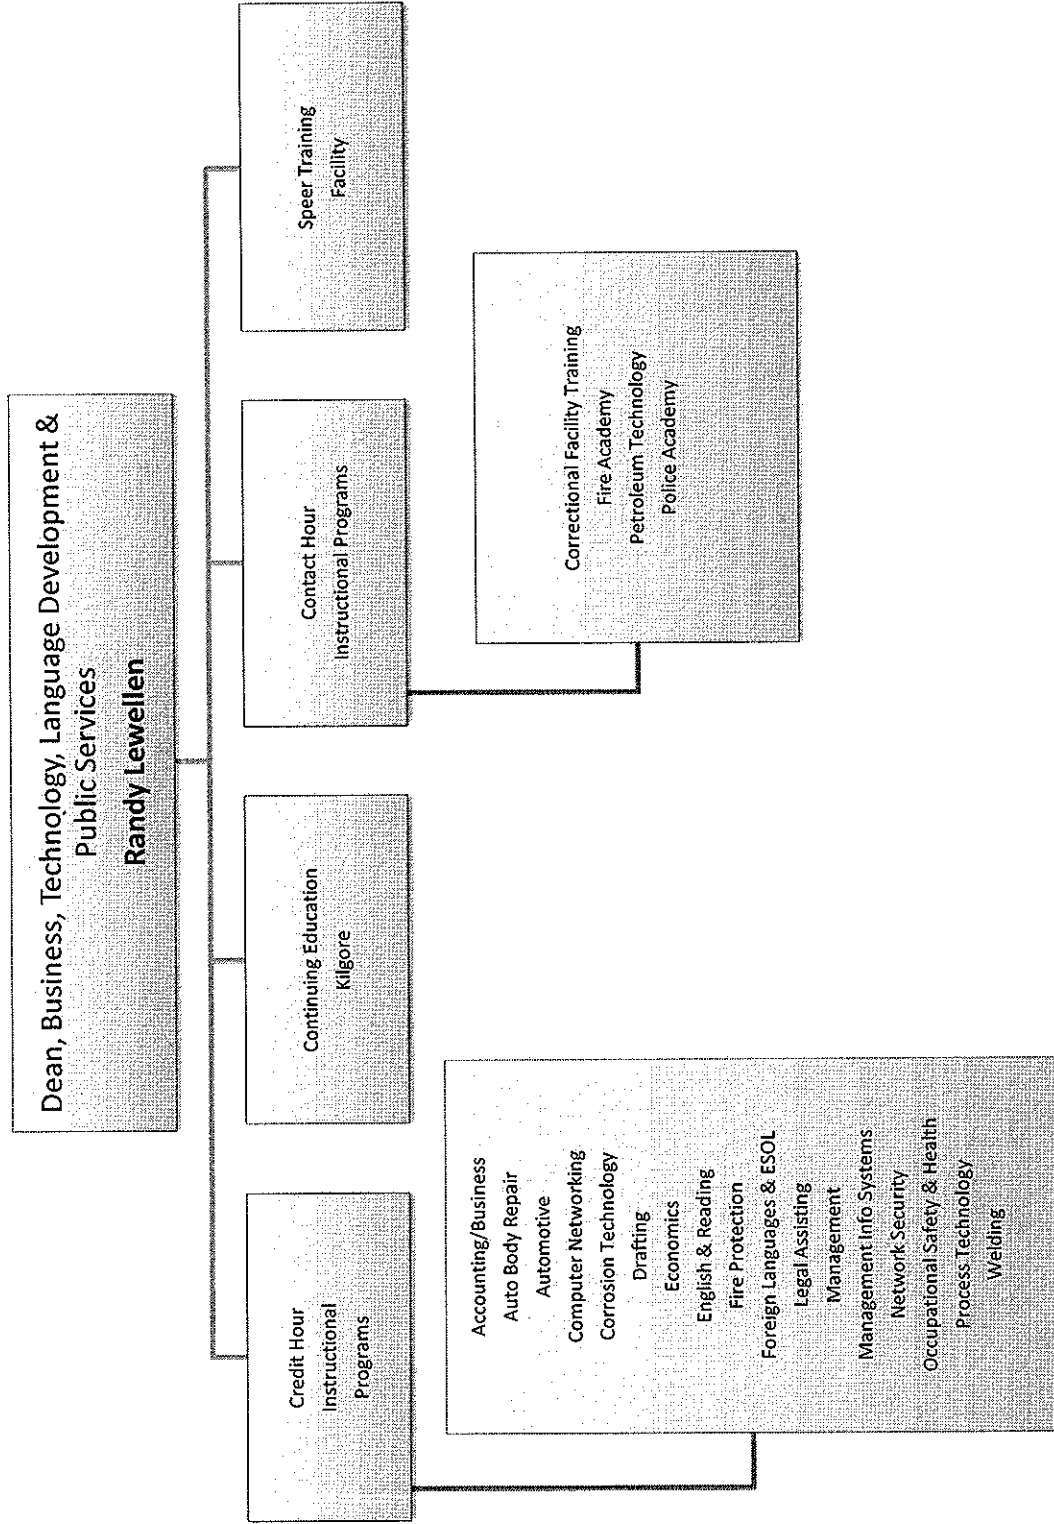 Dean, Business, Technology, Language Development &
Public Services
Randy Lewellen
Credit Hour
Instructional
Programs
Accounting/Business
Auto Body Repair
Automotive
Computer Networking
Corrosion Technology
Drafting
Economics
English & Reading
Fire Protection
Foreign Languages & ESOL
Legal Assisting
Management
Management Info Systems
Network Security
Occupational Safety & Health
Process Technology
Welding
Continuing Education
Kilgore
Contact Hour
Instructional Programs
Correctional Facility Training
Fire Academy
Petroleum Technology
Police Academy
Speer Training
Facility